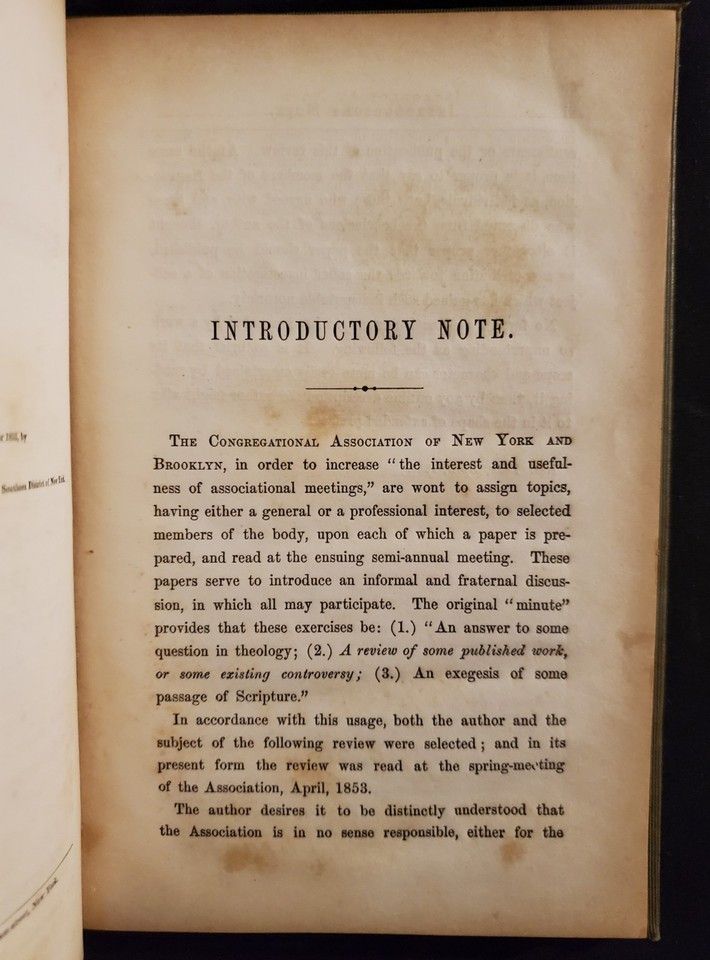 INTRODUCTORY NOTE.
THE CONGREGATIONAL ASSOCIATION OF NEW YORK AND
BROOKLYN, in order to increase "the interest and useful-
ness of associational meetings," are wont to assign topics,
having either a general or a professional interest, to selected
members of the body, upon each of which a paper is pre-
pared, and read at the ensuing semi-annual meeting. These
papers serve to introduce an informal and fraternal discus-
sion, in which all may participate. The original "minute"
provides that these exercises be: (1.) "An answer to some
question in theology; (2.) A review of some published work,
or some existing controversy; (3.) An exegesis of some
passage of Scripture."
In accordance with this usage, both the author and the
subject of the following review were selected; and in its
present form the review was read at the spring-meeting
of the Association, April, 1853.
The author desires it to be distinctly understood that
the Association is in no sense responsible, either for the
by
Southern District of New
New York.